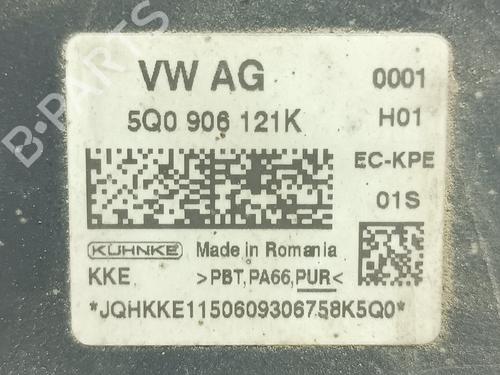 VW AG 0001
5Q0 906 121K H01
EC-KPE
01S
KUHNKE Made in Romania
KKE >PBT,PA66,PUR<
*JQHKKE1150609306758K5Q0*
B-PARTS